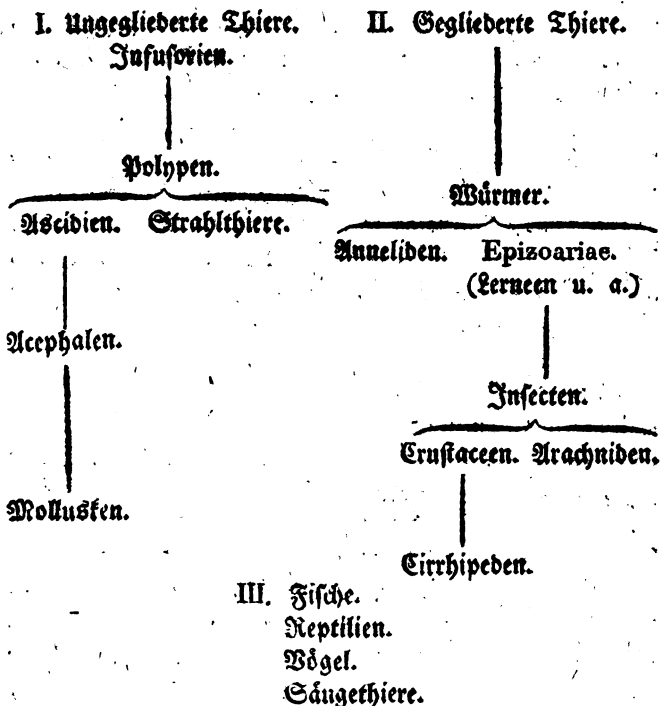 I. Ungegliederte Thiere.
Infusorien.
Polypen.
Ascidien. Strahlthiere.
Acephalen.
Mollusken.
II. Gegliederte Thiere.
Würmer.
Anneliden. Epizoariae.
(Lerneen u. a.)
Insecten.
Crustaceen. Arachniden.
Cirrhipeden.
III. Fische.
Reptilien.
Vögel.
Säugethiere.